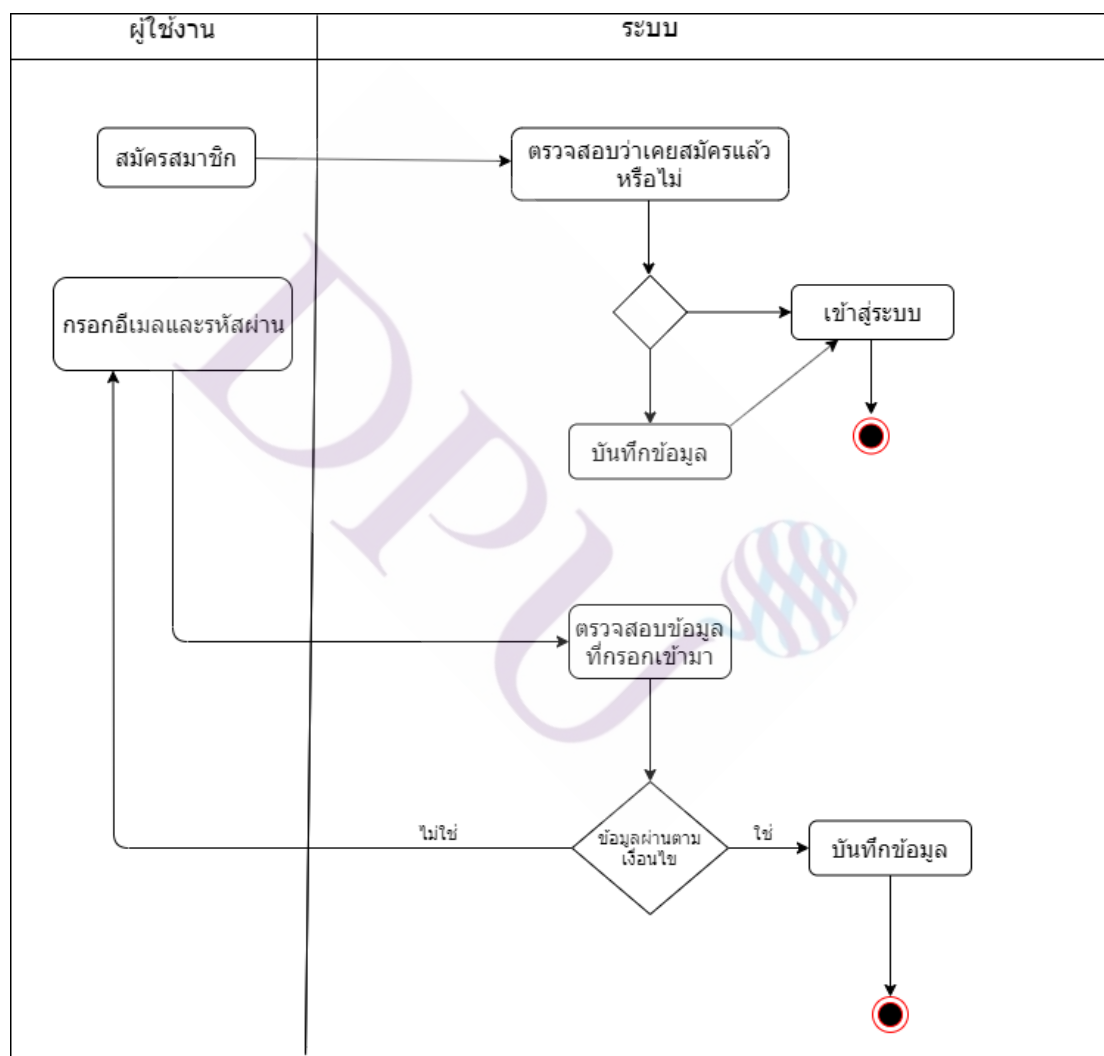 ผู้ใช้งาน
ระบบ
สมัครสมาชิก
ตรวจสอบว่าเคยสมัครแล้ว
หรือไม่
กรอกอีเมลและรหัสผ่าน
เข้าสู่ระบบ
บันทึกข้อมูล
ตรวจสอบข้อมูล
ที่กรอกเข้ามา
ไม่ใช่
ข้อมูลผ่านตาม
เงื่อนไข
ใช่
บันทึกข้อมูล
DPU